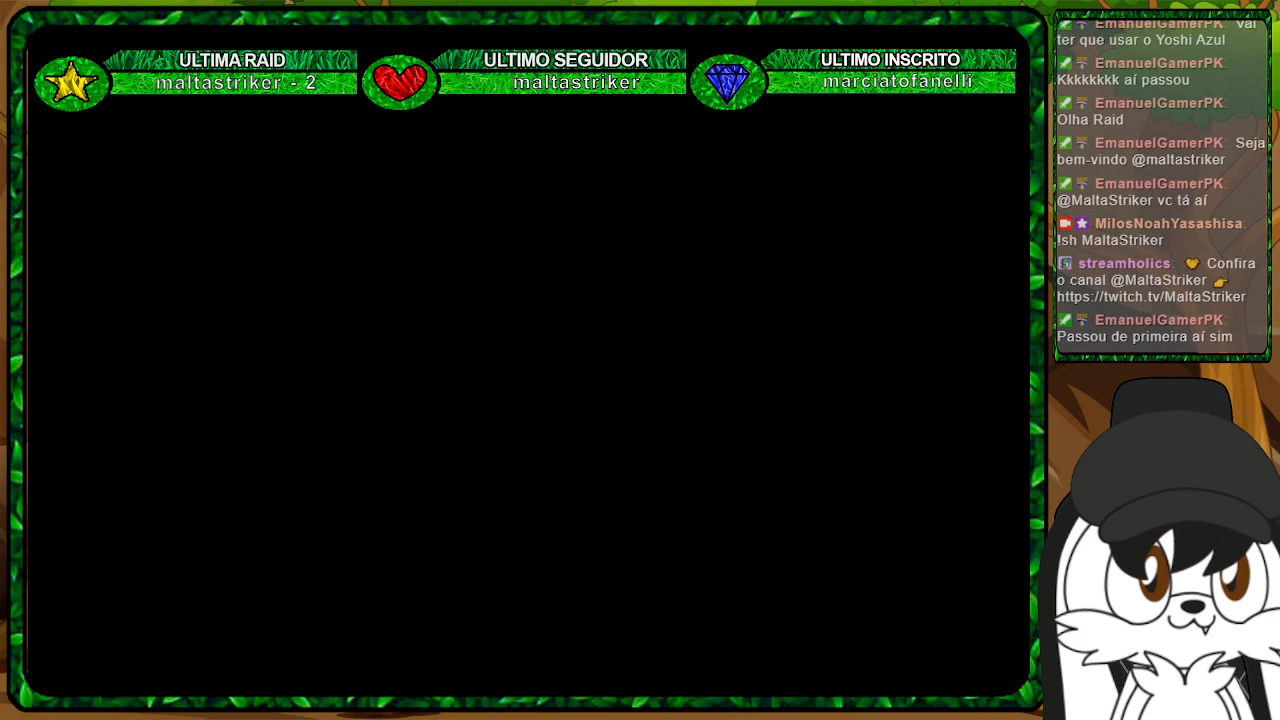 ULTIMA RAID
maltastriker - 2
ULTIMO SEGUIDOR
maltastriker
ULTIMO INSCRITO
marciatofanelli
EmanuelGamerPK: Vai
ter que usar o Yoshi Azul
EmanuelGamerPK:
Kkkkkkkk aí passou
EmanuelGamerPK:
Olha Raid
EmanuelGamerPK: Seja
bem-vindo @maltastriker
EmanuelGamerPK:
@MaltaStriker vc tá aí
MilosNoahYasashisa:
!sh MaltaStriker
streamholics: Confira
o canal @MaltaStriker
https://twitch.tv/MaltaStriker
EmanuelGamerPK:
Passou de primeira aí sim